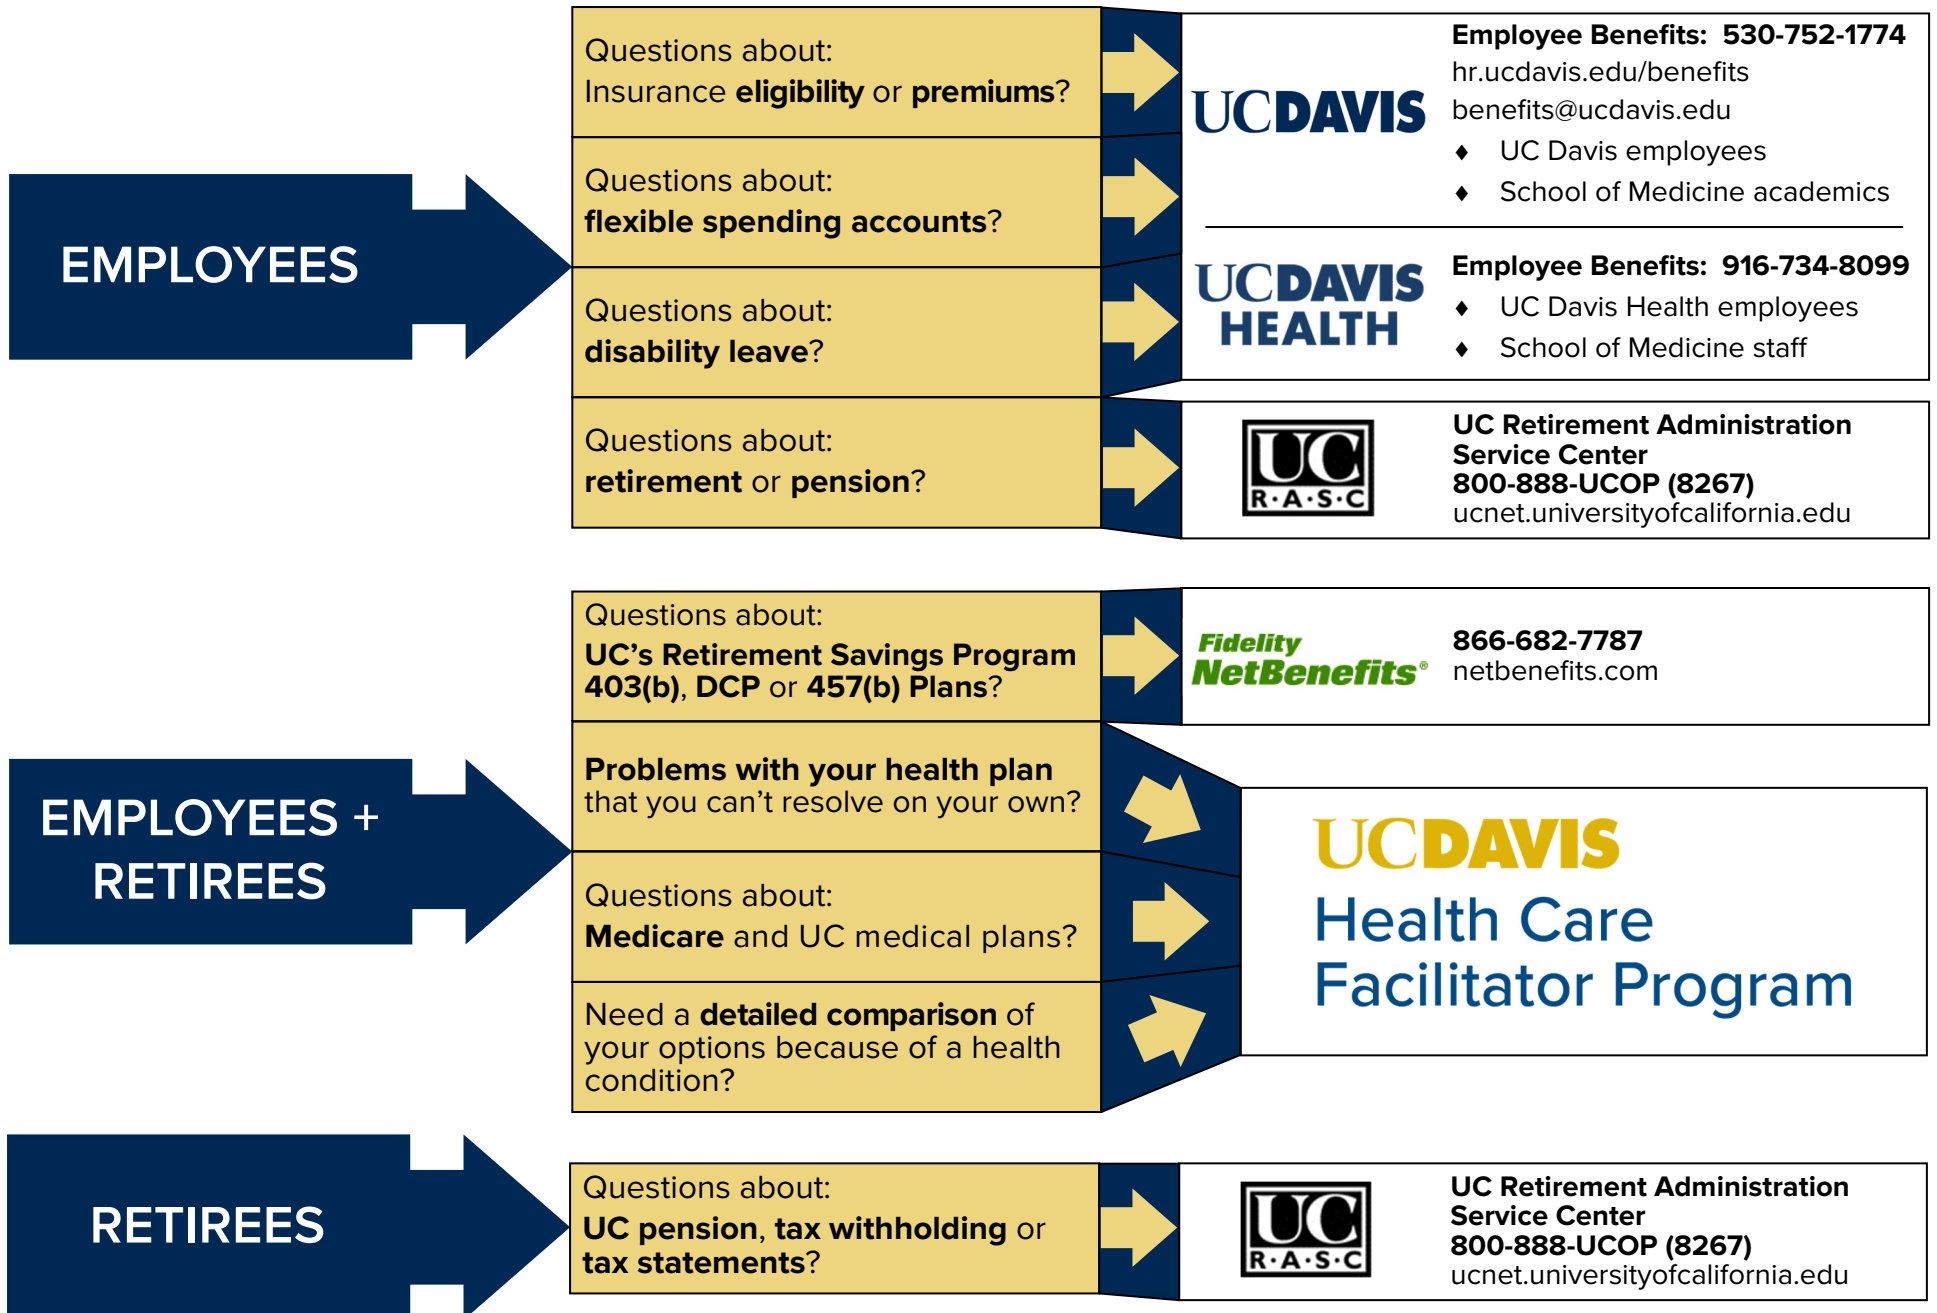 EMPLOYEES
Questions about:
Insurance eligibility or premiums?
Questions about:
flexible spending accounts?
Questions about:
disability leave?
Questions about:
retirement or pension?
UCDAVIS
Employee Benefits: 530-752-1774
hr.ucdavis.edu/benefits
benefits@ucdavis.edu
♦ UC Davis employees
♦ School of Medicine academics
UCDAVIS
HEALTH
Employee Benefits: 916-734-8099
♦ UC Davis Health employees
♦ School of Medicine staff
UC
R·A·S·C
UC Retirement Administration
Service Center
800-888-UCOP (8267)
ucnet.universityofcalifornia.edu
EMPLOYEES +
RETIREES
Questions about:
UC’s Retirement Savings Program
403(b), DCP or 457(b) Plans?
Problems with your health plan
that you can’t resolve on your own?
Questions about:
Medicare and UC medical plans?
Need a detailed comparison of
your options because of a health
condition?
Fidelity
NetBenefits®
866-682-7787
netbenefits.com
UCDAVIS
Health Care
Facilitator Program
RETIREES
Questions about:
UC pension, tax withholding or
tax statements?
UC
R·A·S·C
UC Retirement Administration
Service Center
800-888-UCOP (8267)
ucnet.universityofcalifornia.edu